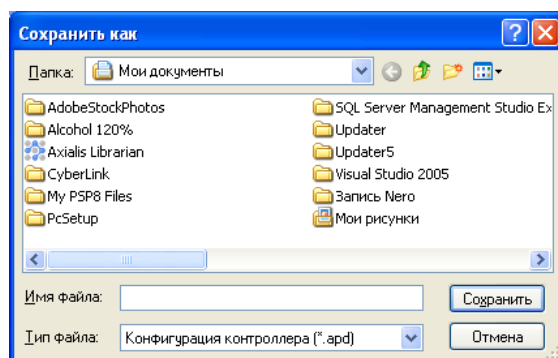 Сохранить как
Папка: Мои документы
AdobeStockPhotos
Alcohol 120%
Axialis Librarian
CyberLink
My PSP8 Files
PcSetup
SQL Server Management Studio Ex
Updater
Updater5
Visual Studio 2005
Запись Nero
Мои рисунки
Имя файла:
Сохранить
Тип файла: Конфигурация контроллера (*.apd)
Отмена